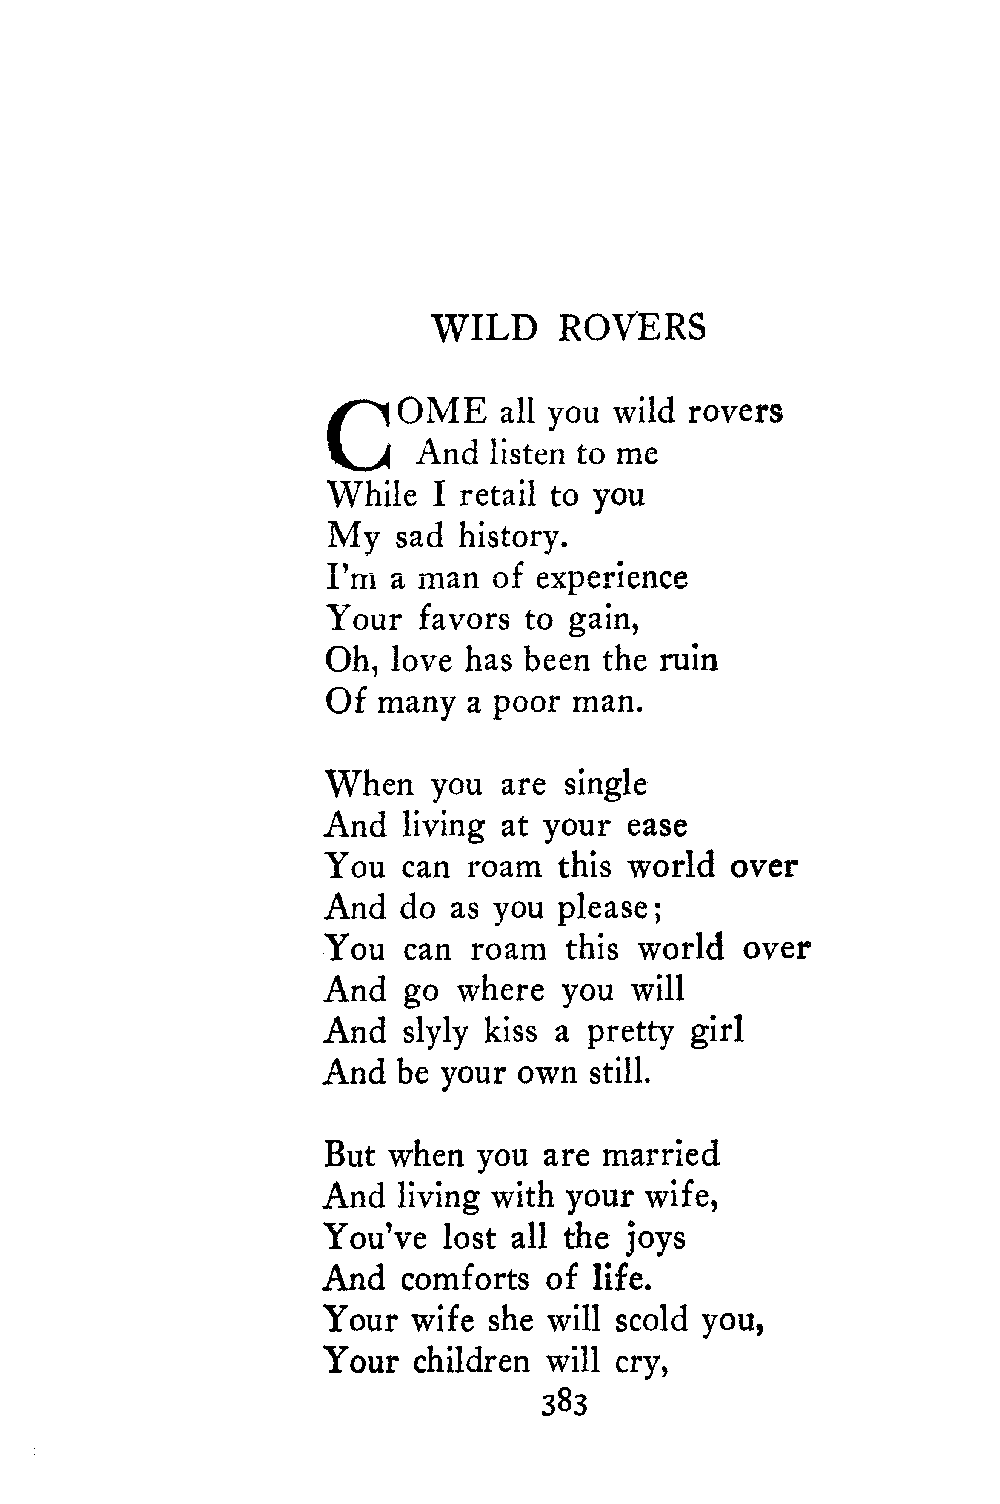 WILD ROVERS
COME all you wild rovers
And listen to me
While I retail to you
My sad history.
I'm a man of experience
Your favors to gain,
Oh, love has been the ruin
Of many a poor man.
When you are single
And living at your ease
You can roam this world over
And do as you please;
You can roam this world over
And go where you will
And slyly kiss a pretty girl
And be your own still.
But when you are married
And living with your wife,
You've lost all the joys
And comforts of life.
Your wife she will scold you,
Your children will cry,
383